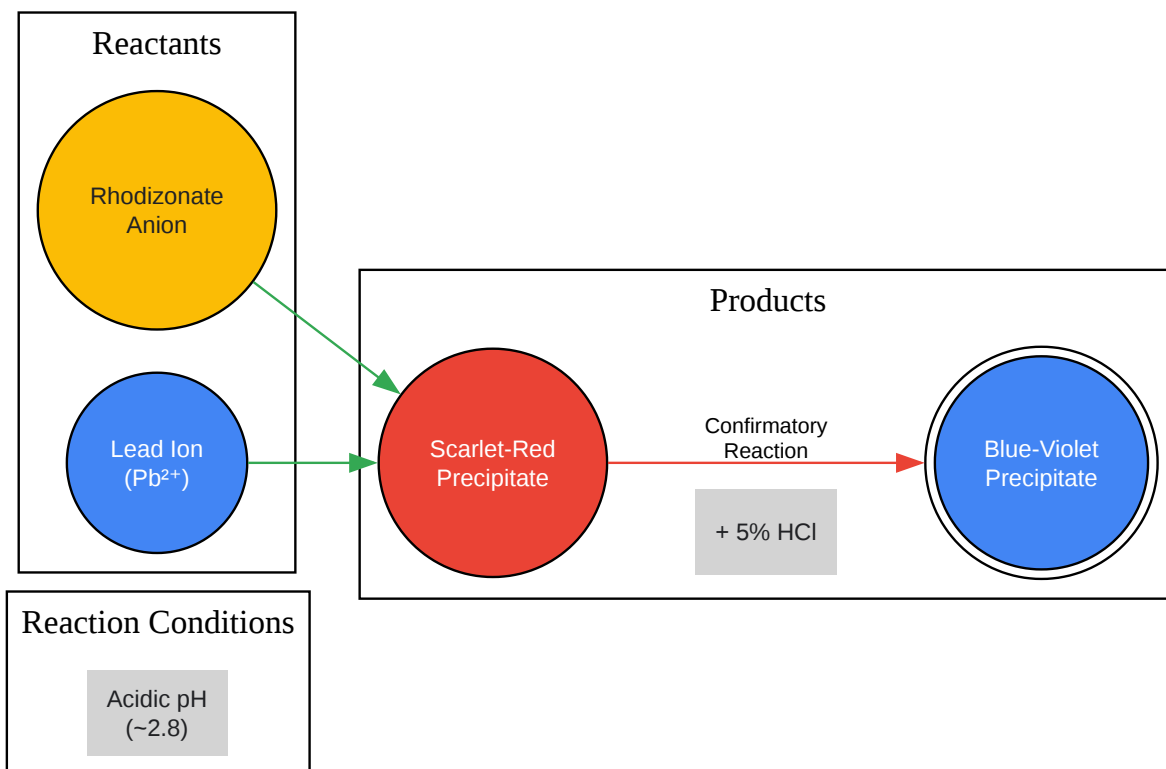 Reactants
Rhodizonate
Anion
Lead Ion
(Pb²⁺)
Products
Scarlet-Red
Precipitate
Confirmatory
Reaction
+ 5% HCl
Blue-Violet
Precipitate
Reaction Conditions
Acidic pH
(~2.8)